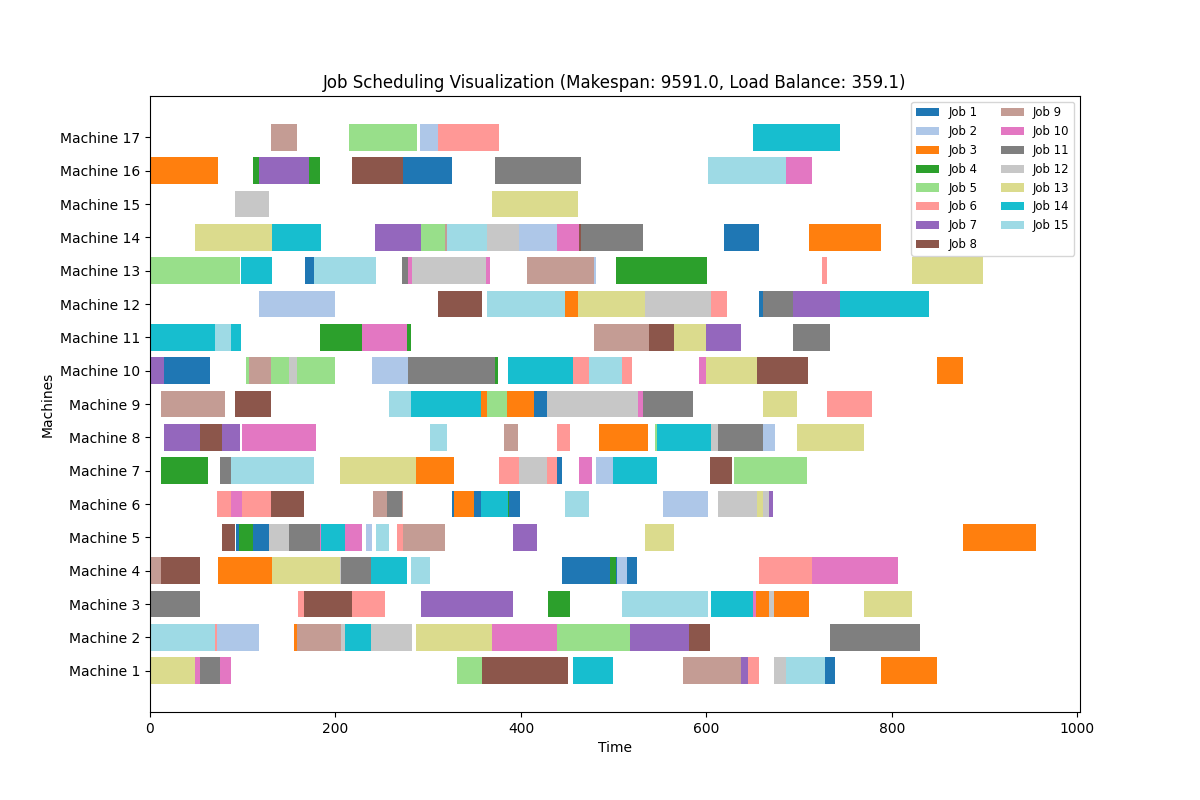 Job Scheduling Visualization (Makespan: 9591.0, Load Balance: 359.1)
Machines
Machine 17
Machine 16
Machine 15
Machine 14
Machine 13
Machine 12
Machine 11
Machine 10
Machine 9
Machine 8
Machine 7
Machine 6
Machine 5
Machine 4
Machine 3
Machine 2
Machine 1
Job 1
Job 2
Job 3
Job 4
Job 5
Job 6
Job 7
Job 8
Job 9
Job 10
Job 11
Job 12
Job 13
Job 14
Job 15
0 200 400 600 800 1000
Time